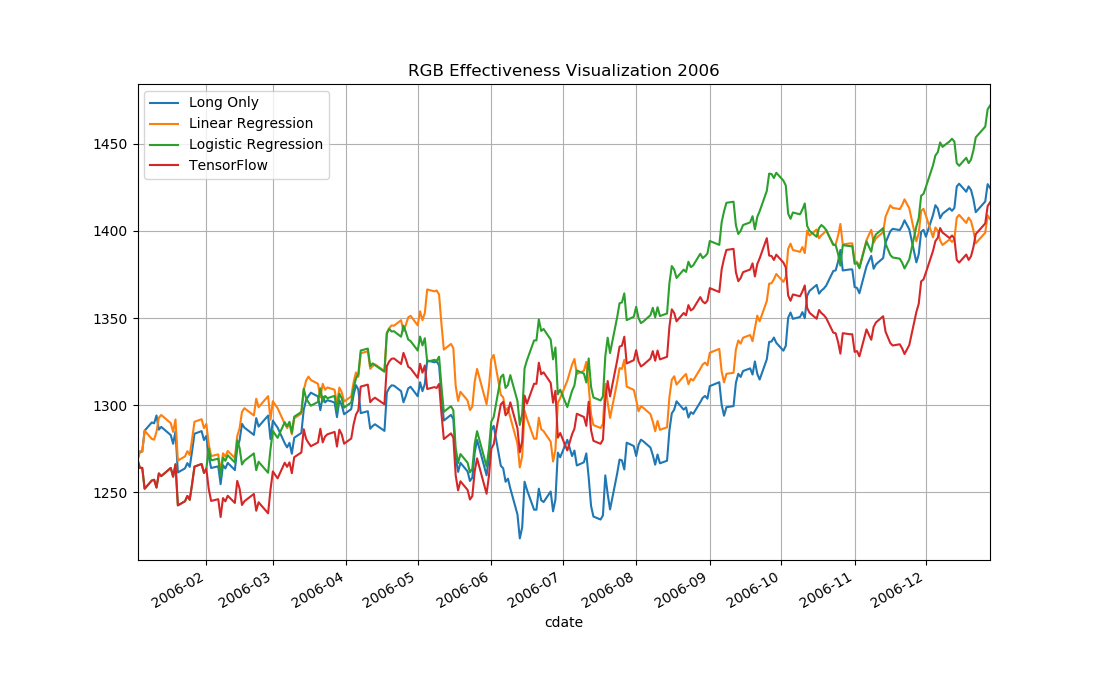 RGB Effectiveness Visualization 2006
Long Only
Linear Regression
Logistic Regression
TensorFlow
1450
1400
1350
1300
1250
2006-02
2006-03
2006-04
2006-05
2006-06
2006-07
2006-08
2006-09
2006-10
2006-11
2006-12
cdate